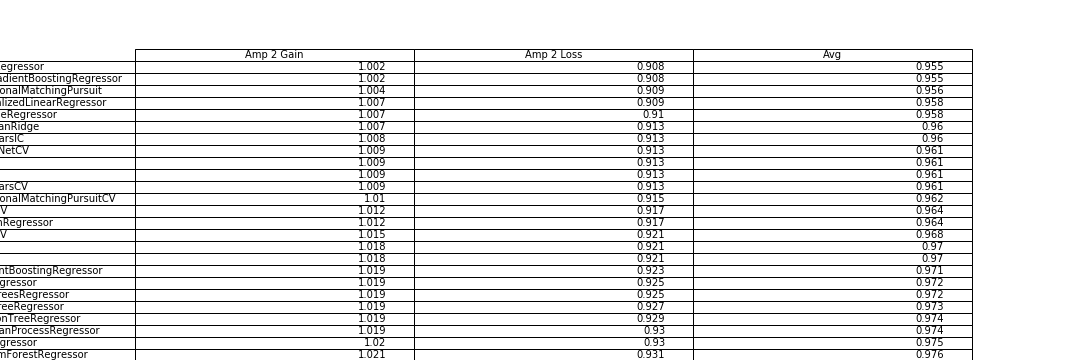 Amp 2 Gain Amp 2 Loss Avg
egressor 1.002 0.908 0.955
adientBoostingRegressor 1.002 0.908 0.955
onalMatchingPursuit 1.004 0.909 0.956
alizedLinearRegressor 1.007 0.909 0.958
eRegressor 1.007 0.91 0.958
anRidge 1.007 0.913 0.96
arsIC 1.008 0.913 0.96
NetCV 1.009 0.913 0.961
1.009 0.913 0.961
1.009 0.913 0.961
arsCV 1.009 0.913 0.961
onalMatchingPursuitCV 1.01 0.915 0.962
V 1.012 0.917 0.964
nRegressor 1.012 0.917 0.964
V 1.015 0.921 0.968
1.018 0.921 0.97
1.018 0.921 0.97
ntBoostingRegressor 1.019 0.923 0.971
gressor 1.019 0.925 0.972
reesRegressor 1.019 0.925 0.972
reeRegressor 1.019 0.927 0.973
onTreeRegressor 1.019 0.929 0.974
anProcessRegressor 1.019 0.93 0.974
gressor 1.02 0.93 0.975
mForestRegressor 1.021 0.931 0.976